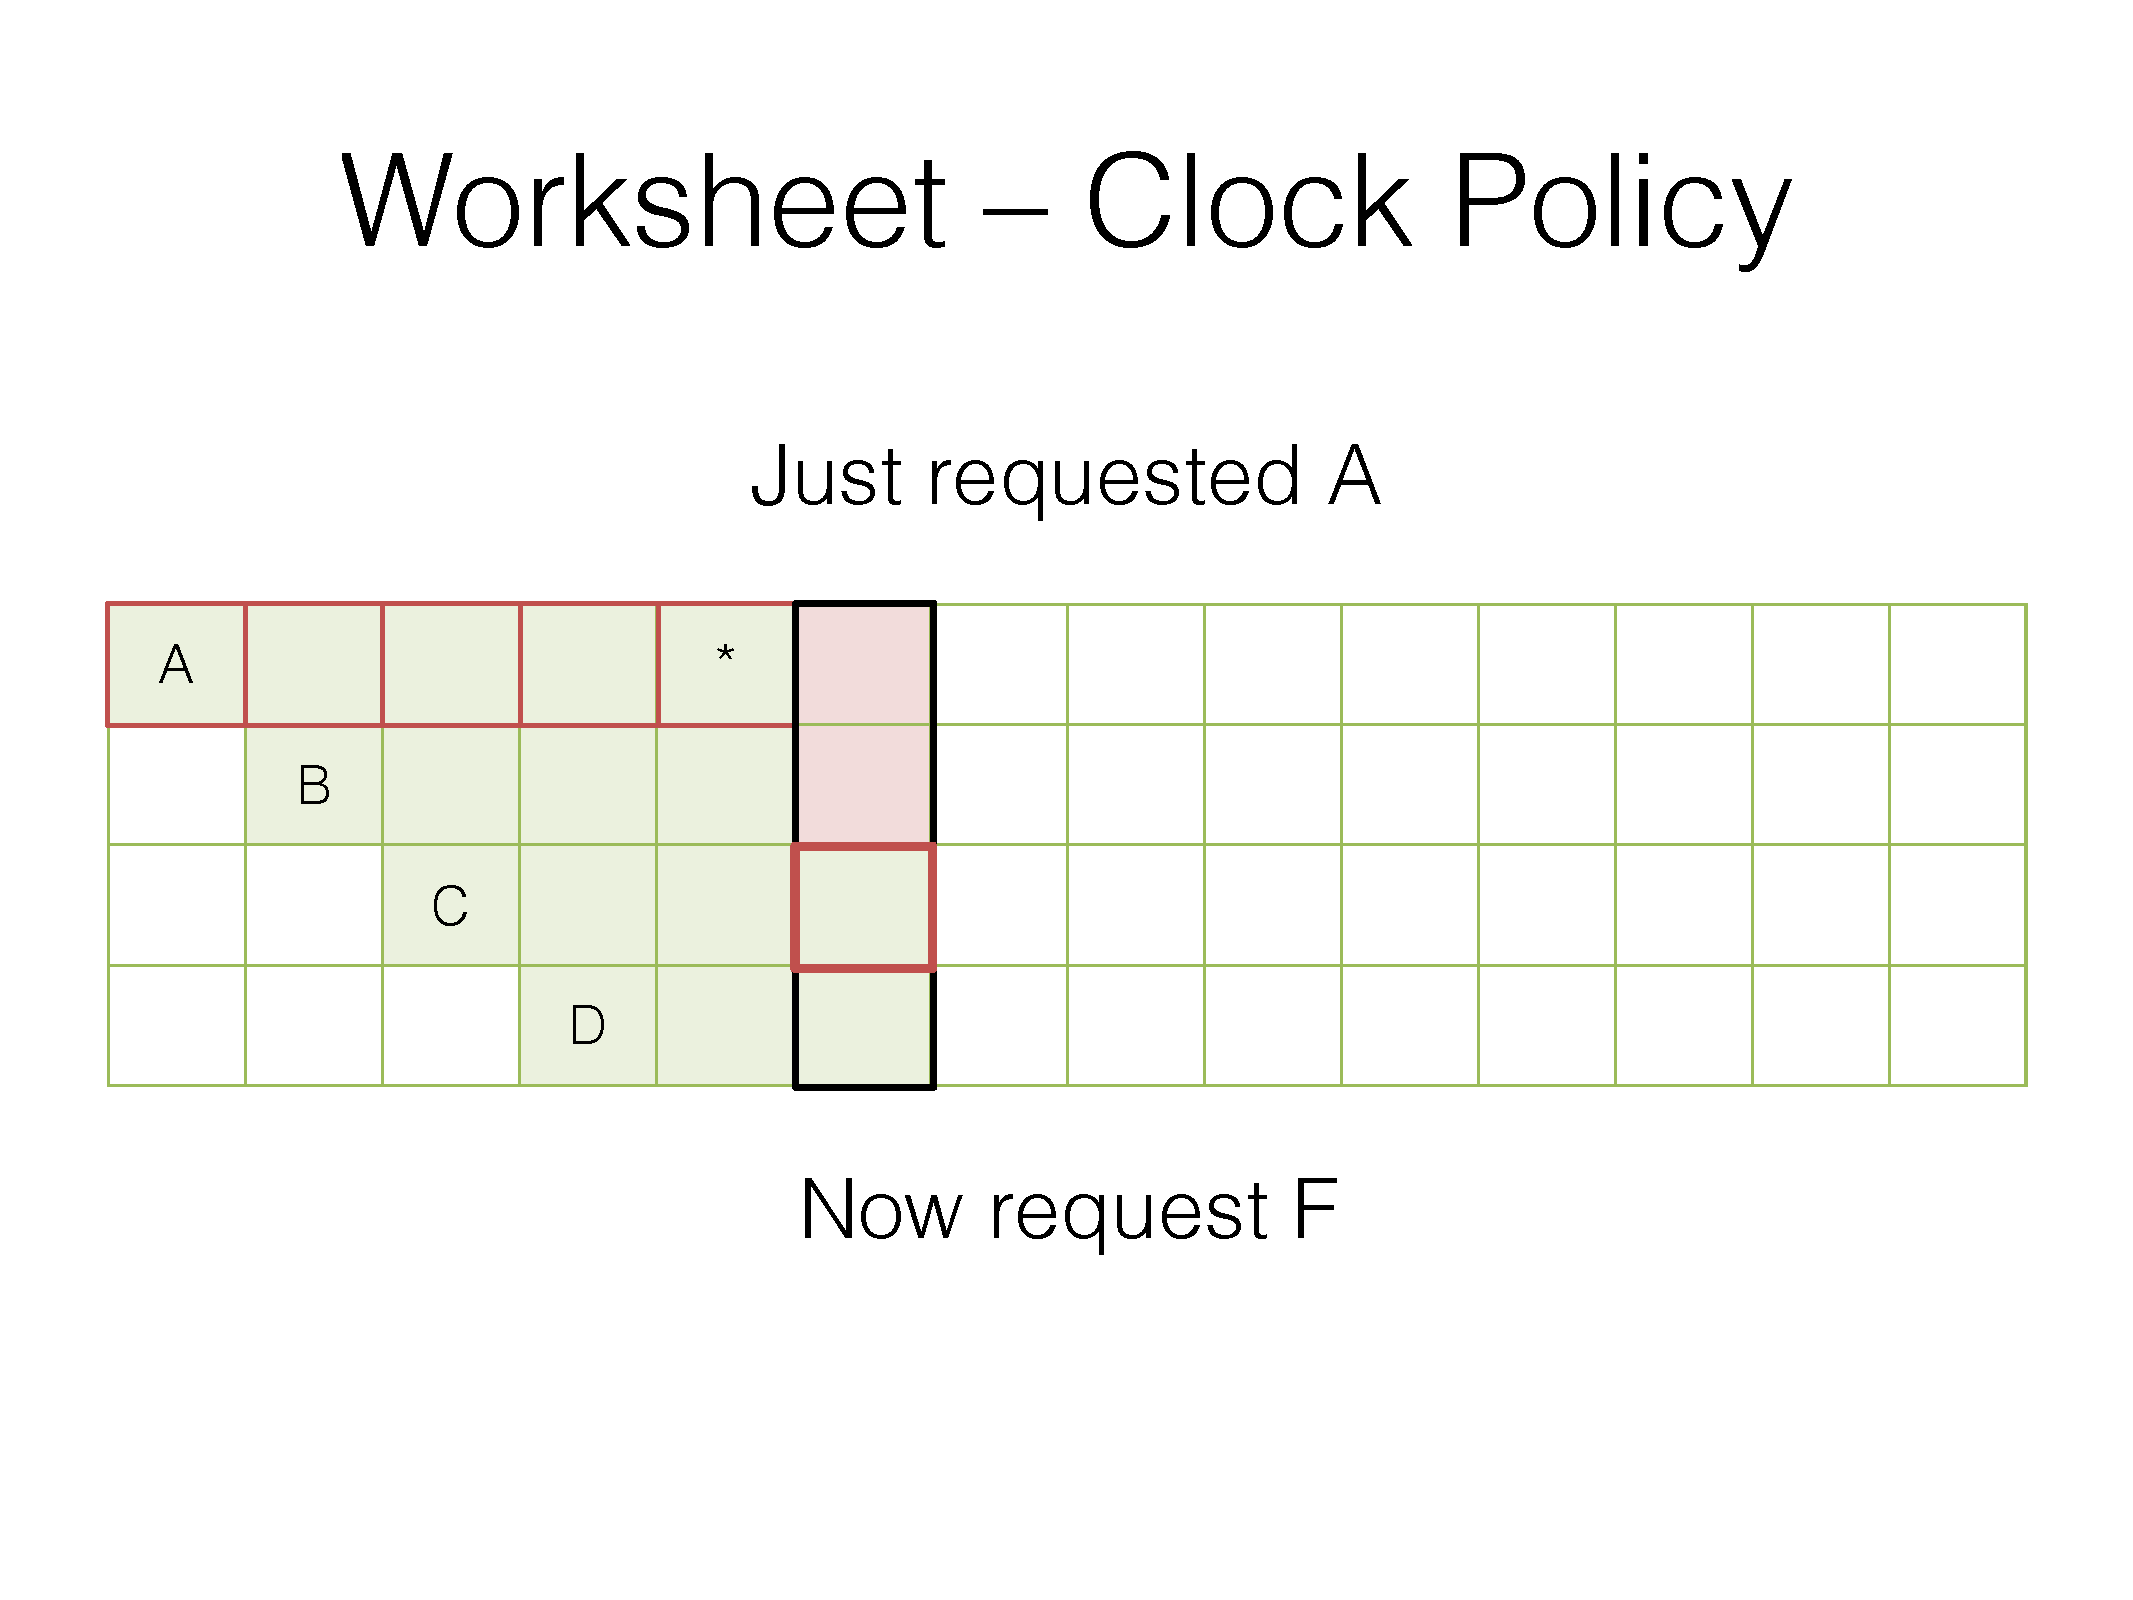 Worksheet – Clock Policy
Just requested A
A *
B
C
D
Now request F